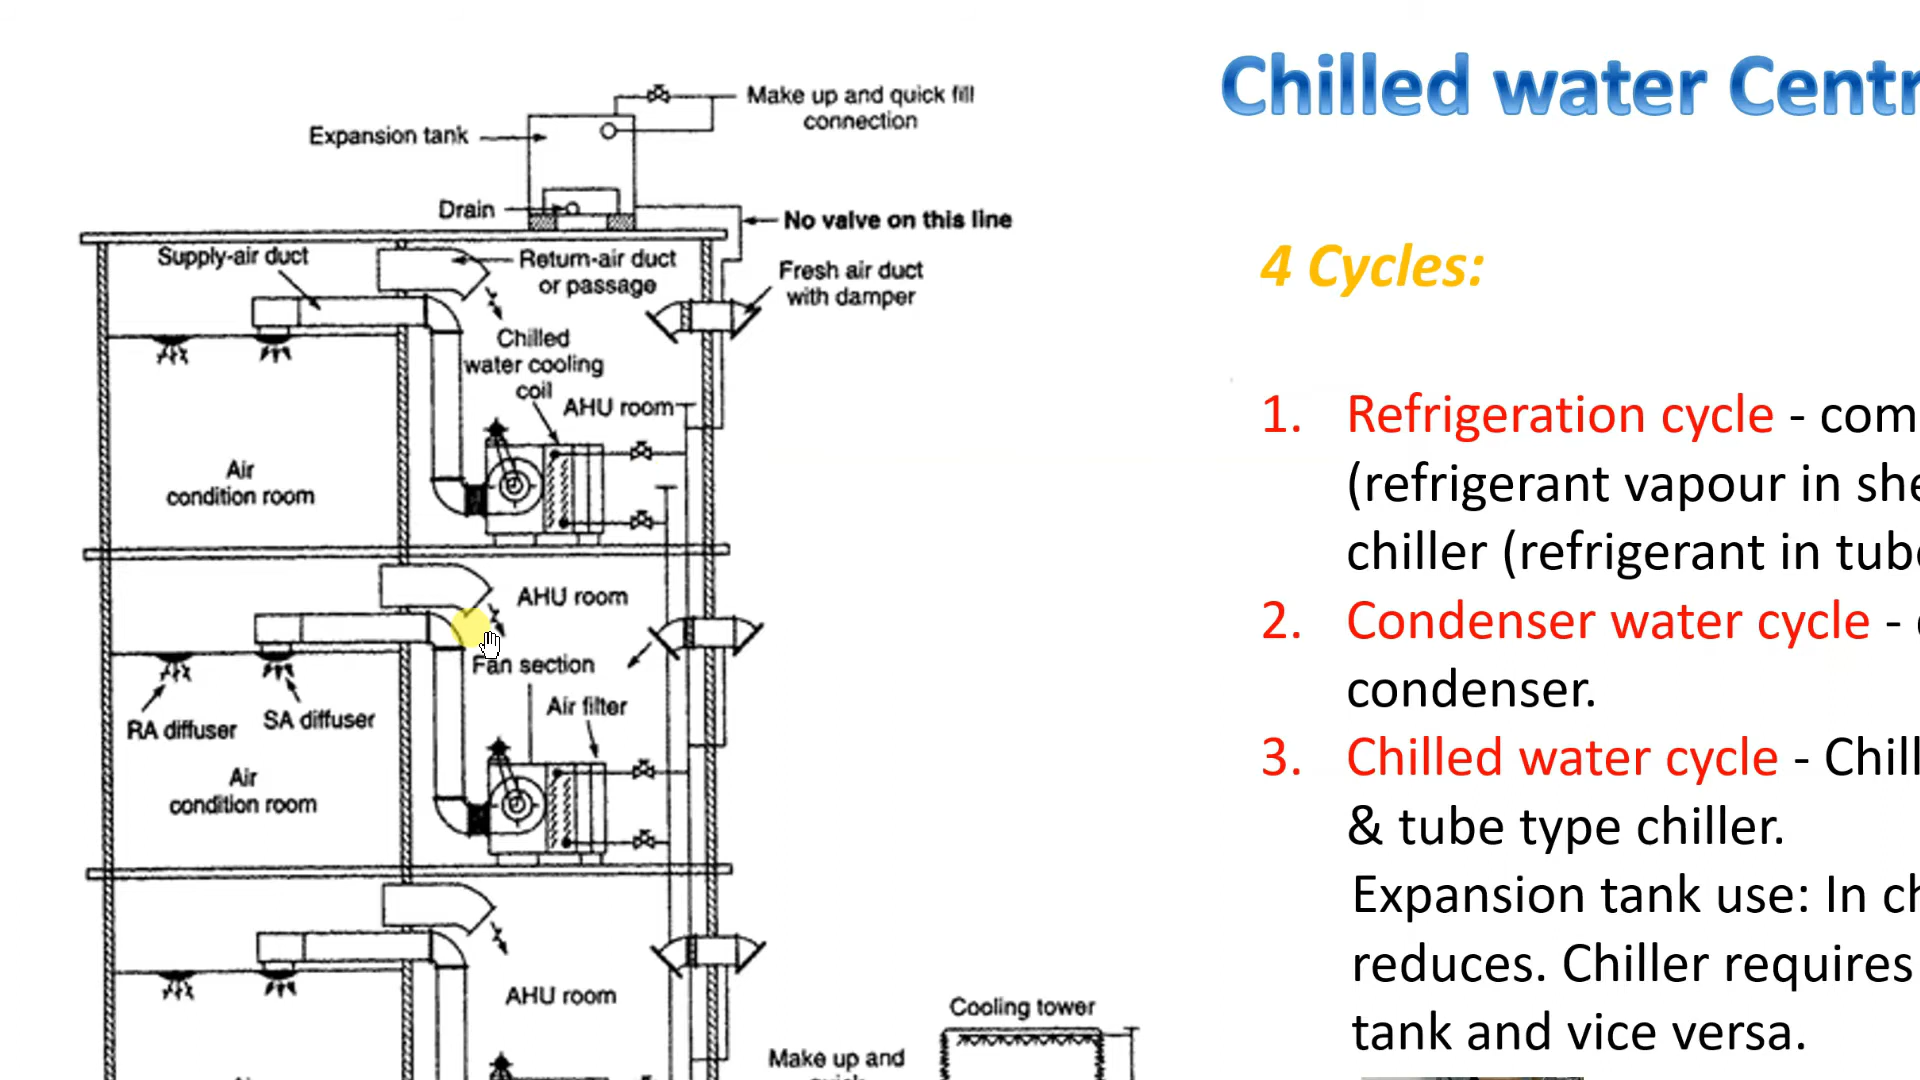 Make up and quick fill
connection
Expansion tank
Drain
No valve on this line
Supply-air duct
Return-air duct
or passage
Fresh air duct
with damper
Chilled
water cooling
coil
AHU room
Air
condition room
AHU room
Fan section
Air filter
RA diffuser
SA diffuser
Air
condition room
AHU room
Cooling tower
Make up and
Chilled water Centr
4 Cycles:
1. Refrigeration cycle - com
(refrigerant vapour in she
chiller (refrigerant in tube
2. Condenser water cycle -
condenser.
3. Chilled water cycle - Chill
& tube type chiller.
Expansion tank use: In ch
reduces. Chiller requires
tank and vice versa.